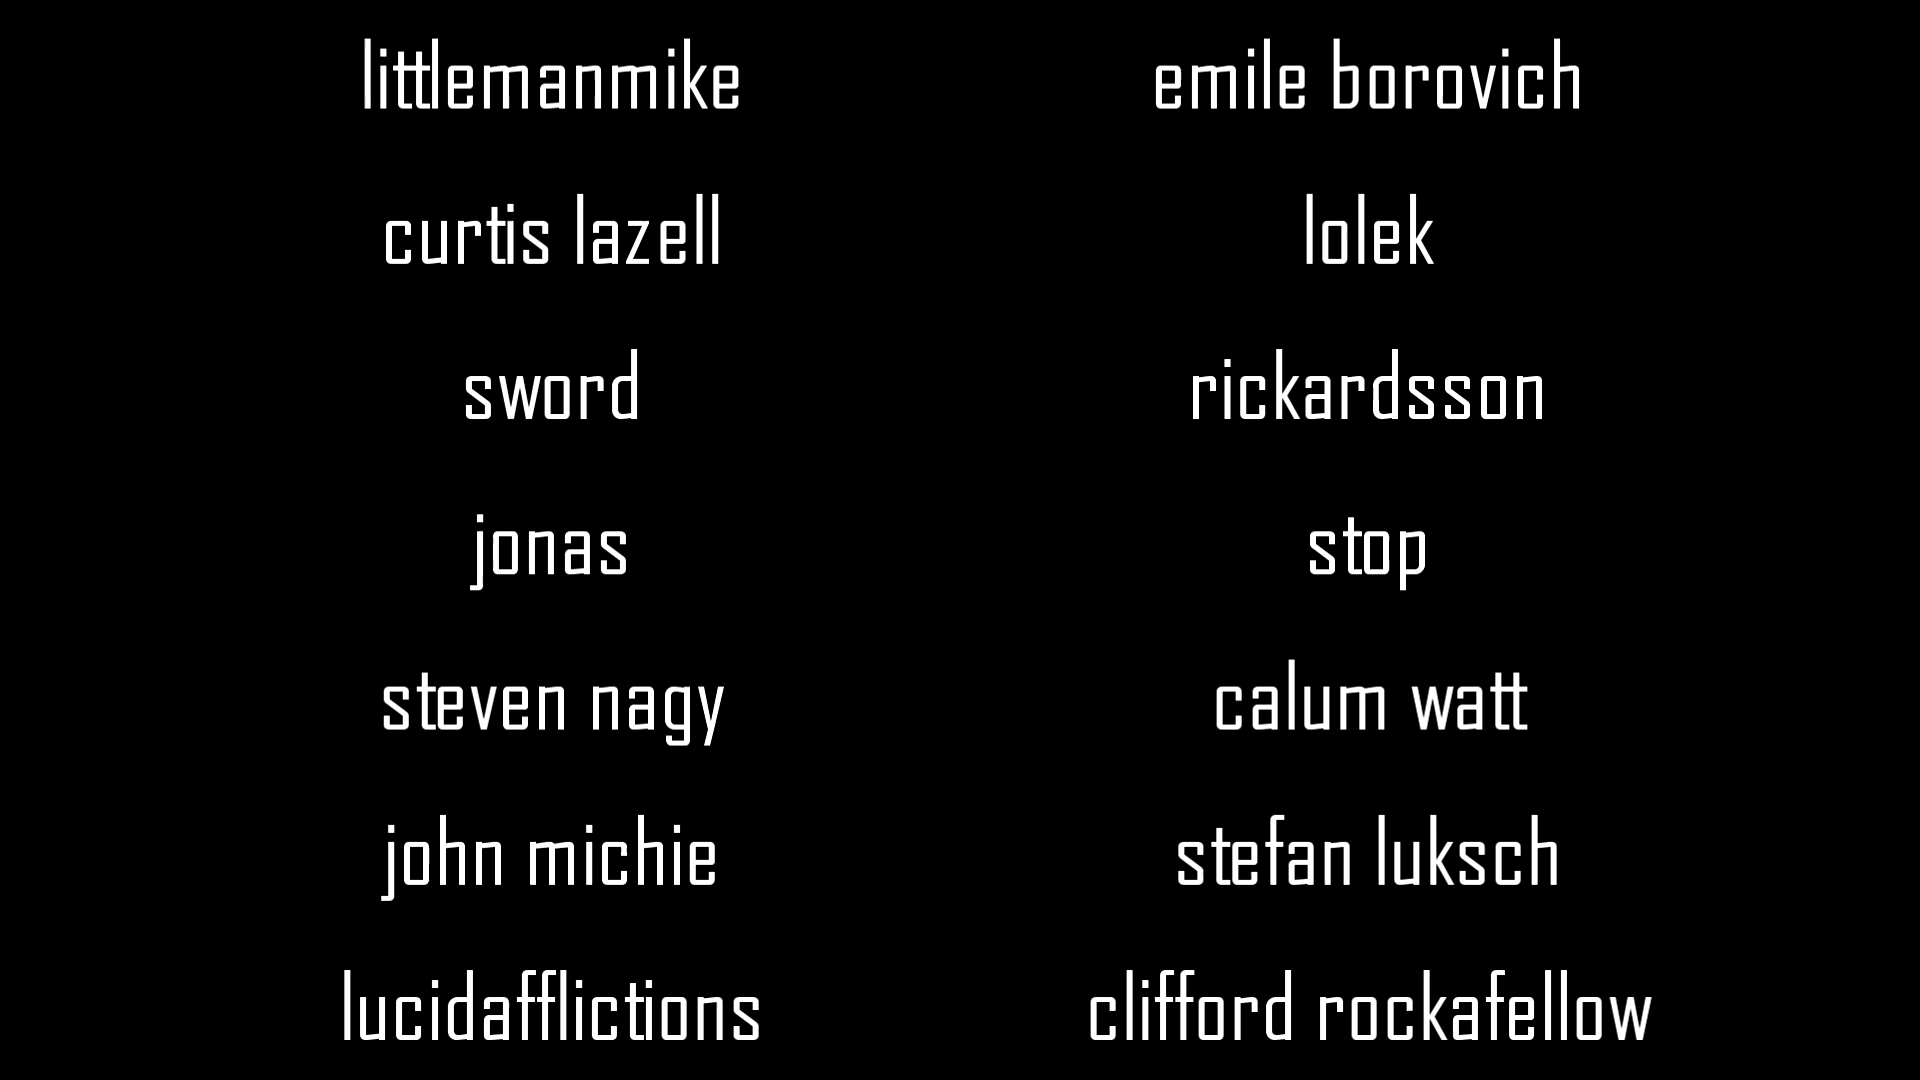 littlemanmike emile borovich
curtis lazell lolek
sword rickardsson
jonas stop
steven nagy calum watt
john michie stefan luksch
lucidafflictions clifford rockafellow